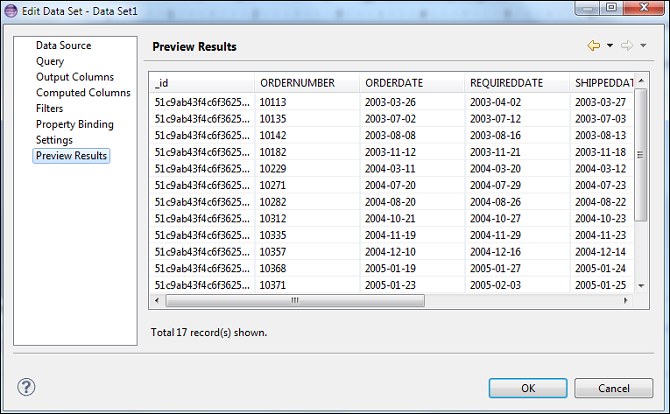 Edit Data Set - Data Set1
Data Source
Query
Output Columns
Computed Columns
Filters
Property Binding
Settings
Preview Results
Preview Results
_id ORDERNUMBER ORDERDATE REQUIREDDATE SHIPPEDDAT
51c9ab43f4c6f3625... 10113 2003-03-26 2003-04-02 2003-03-27
51c9ab43f4c6f3625... 10135 2003-07-02 2003-07-12 2003-07-03
51c9ab43f4c6f3625... 10142 2003-08-08 2003-08-16 2003-08-13
51c9ab43f4c6f3625... 10182 2003-11-12 2003-11-21 2003-11-18
51c9ab43f4c6f3625... 10229 2004-03-11 2004-03-20 2004-03-12
51c9ab43f4c6f3625... 10271 2004-07-20 2004-07-29 2004-07-23
51c9ab43f4c6f3625... 10282 2004-08-20 2004-08-26 2004-08-22
51c9ab43f4c6f3625... 10312 2004-10-21 2004-10-27 2004-10-23
51c9ab43f4c6f3625... 10335 2004-11-19 2004-11-29 2004-11-23
51c9ab43f4c6f3625... 10357 2004-12-10 2004-12-16 2004-12-14
51c9ab43f4c6f3625... 10368 2005-01-19 2005-01-27 2005-01-24
51c9ab43f4c6f3625... 10371 2005-01-23 2005-02-03 2005-01-25
Total 17 record(s) shown.
? OK Cancel